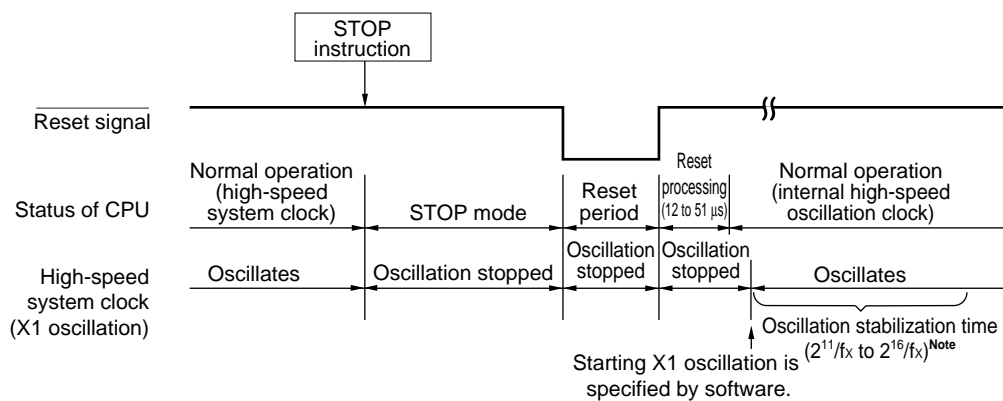 STOP
instruction
Reset signal
Status of CPU
Normal operation
(high-speed
system clock)
STOP mode
Reset
period
Reset
processing
(12 to 51 µs)
Normal operation
(internal high-speed
oscillation clock)
High-speed
system clock
(X1 oscillation)
Oscillates
Oscillation stopped
Oscillation
stopped
Oscillation
stopped
Oscillates
Oscillation stabilization time
(2¹¹/fx to 2¹⁶/fx)Note
Starting X1 oscillation is
specified by software.